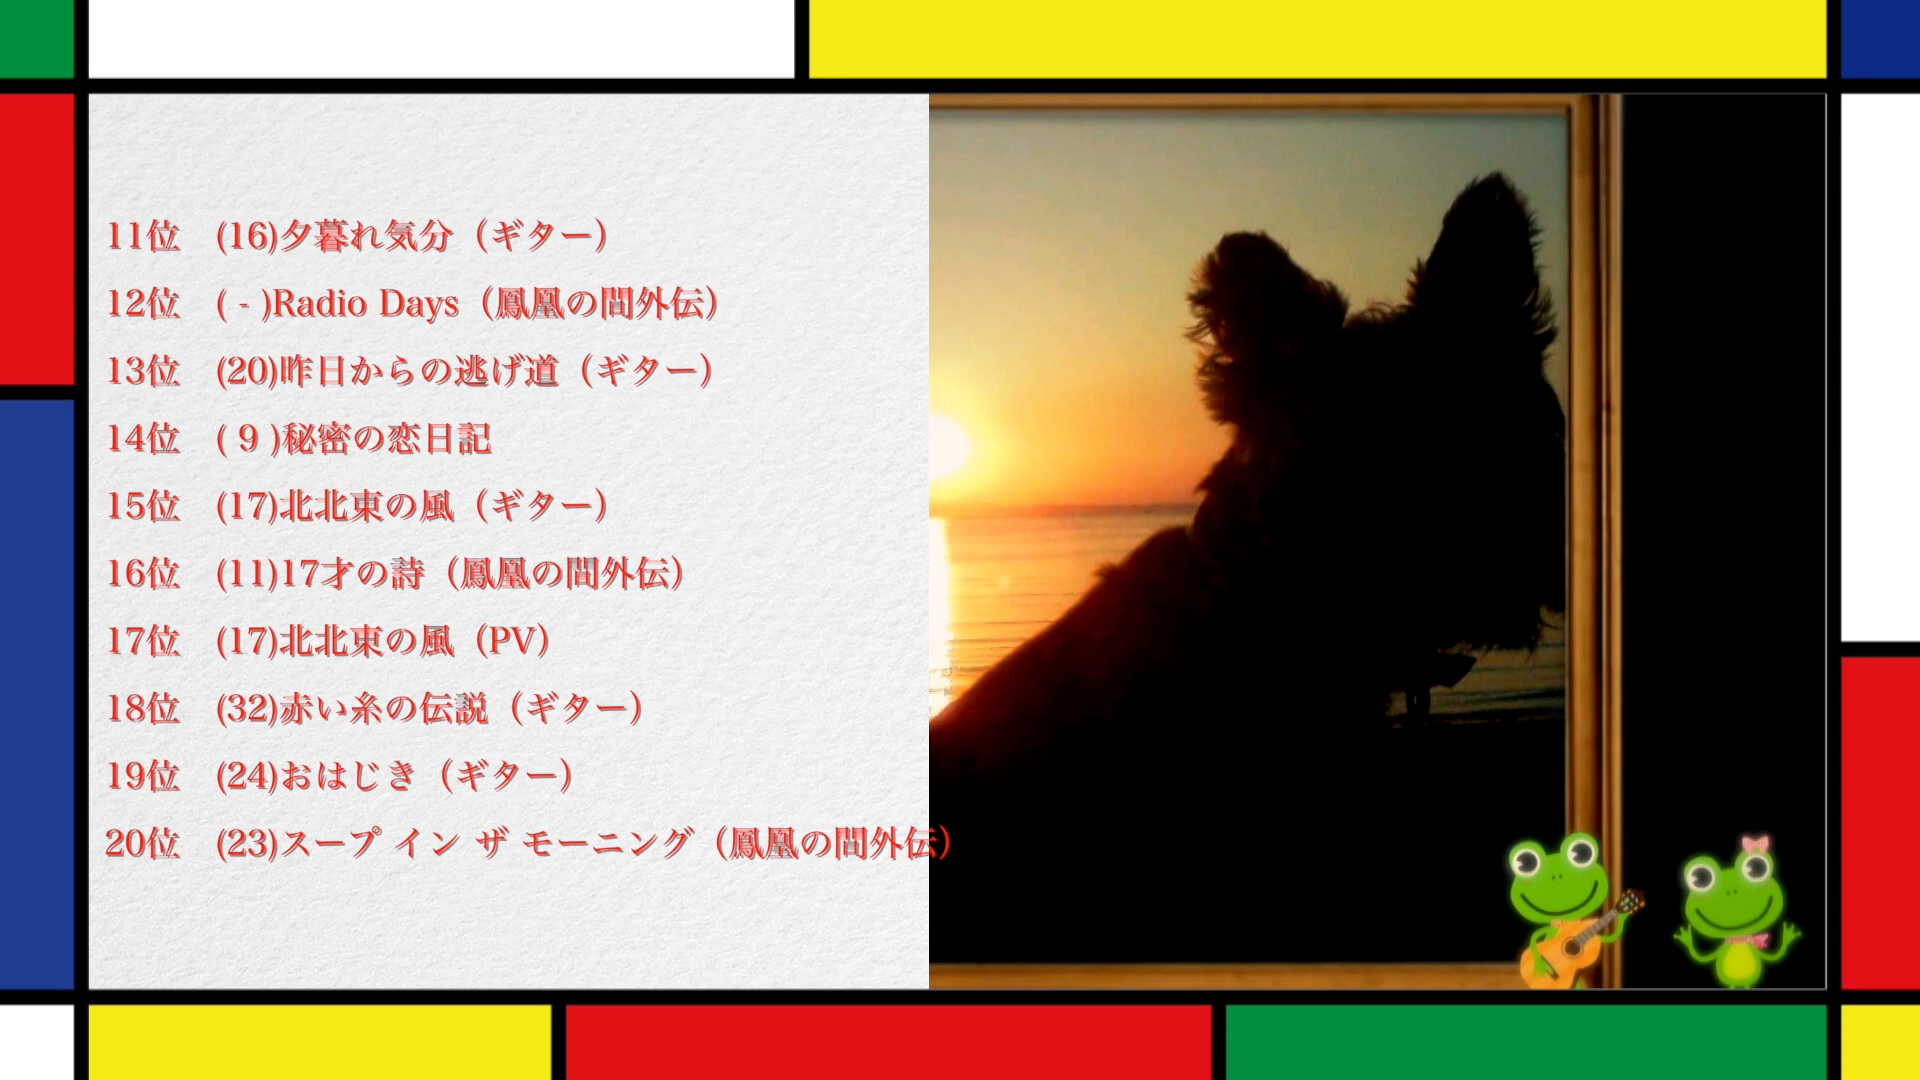 11位　(16)夕暮れ気分（ギター）
12位　( - )Radio Days（鳳凰の間外伝）
13位　(20)昨日からの逃げ道（ギター）
14位　( 9 )秘密の恋日記
15位　(17)北北東の風（ギター）
16位　(11)17才の詩（鳳凰の間外伝）
17位　(17)北北東の風（PV）
18位　(32)赤い糸の伝説（ギター）
19位　(24)おはじき（ギター）
20位　(23)スープ イン ザ モーニング（鳳凰の間外伝）